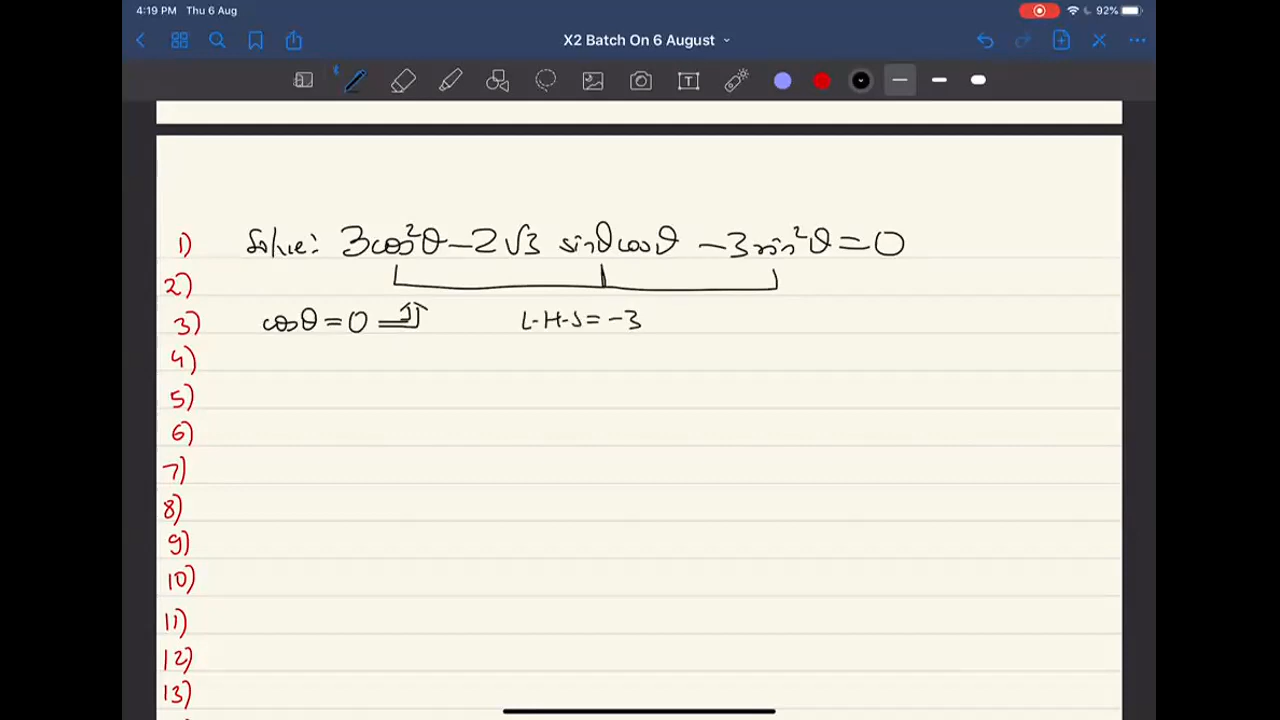 4:19 PM Thu 6 Aug 92%
X2 Batch On 6 August
T
1) Solve: 3cos²θ – 2√3 sinθcosθ – 3sin²θ = 0
2)
3) cosθ = 0 ⇒ L-H-S = –3
4)
5)
6)
7)
8)
9)
10)
11)
12)
13)